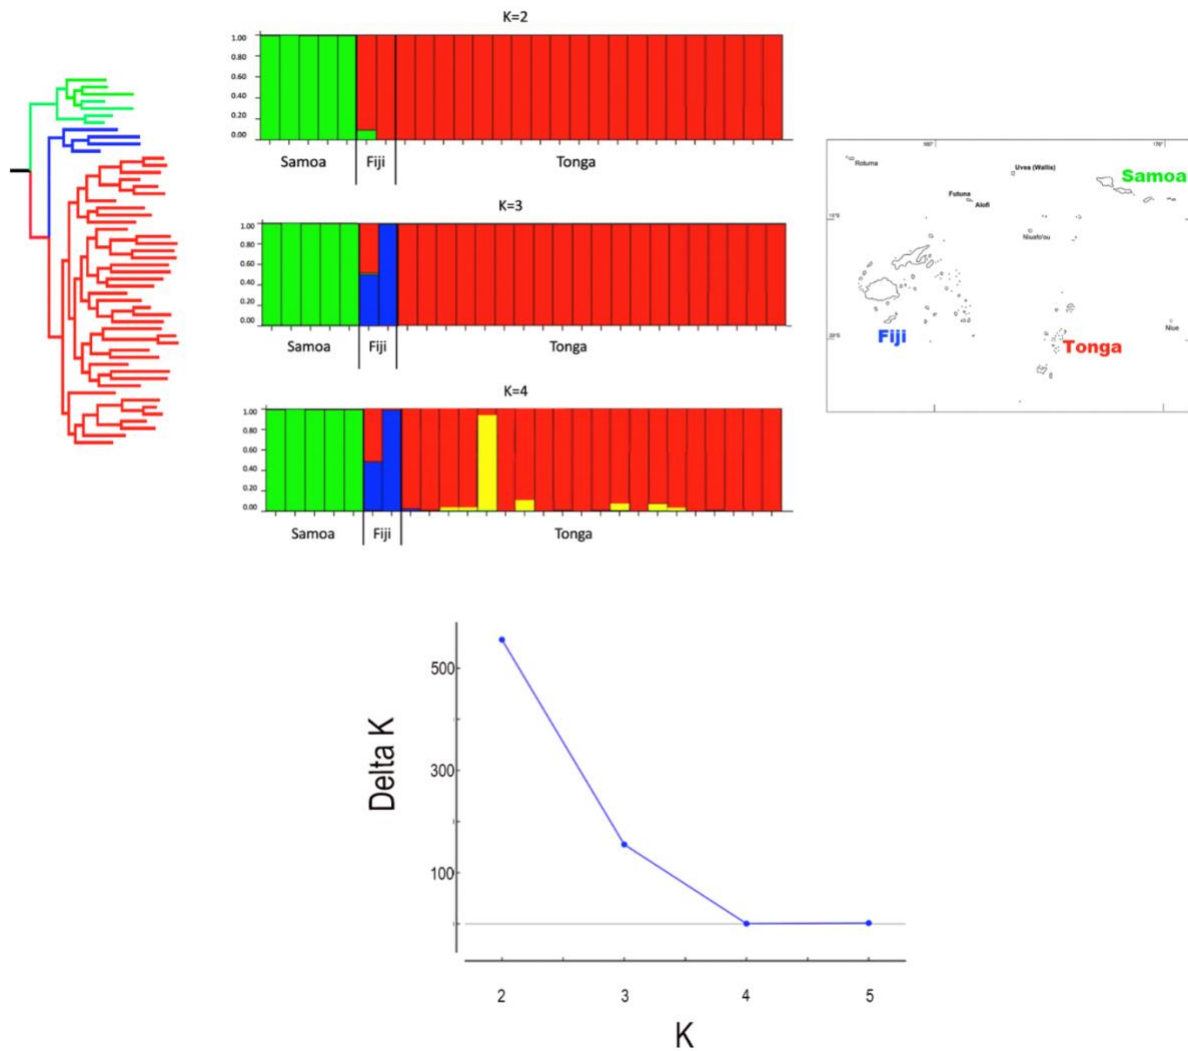 K=2
1.00
0.80
0.60
0.40
0.20
0.00
Samoa Fiji Tonga
K=3
1.00
0.80
0.60
0.40
0.20
0.00
Samoa Fiji Tonga
K=4
1.00
0.80
0.60
0.40
0.20
0.00
Samoa Fiji Tonga
Rotuma
Uvea (Wallis)
Samoa
Futuna
Alofi
Niuafo'ou
Fiji
Tonga
Niue
Delta K
500
300
100
2 3 4 5
K